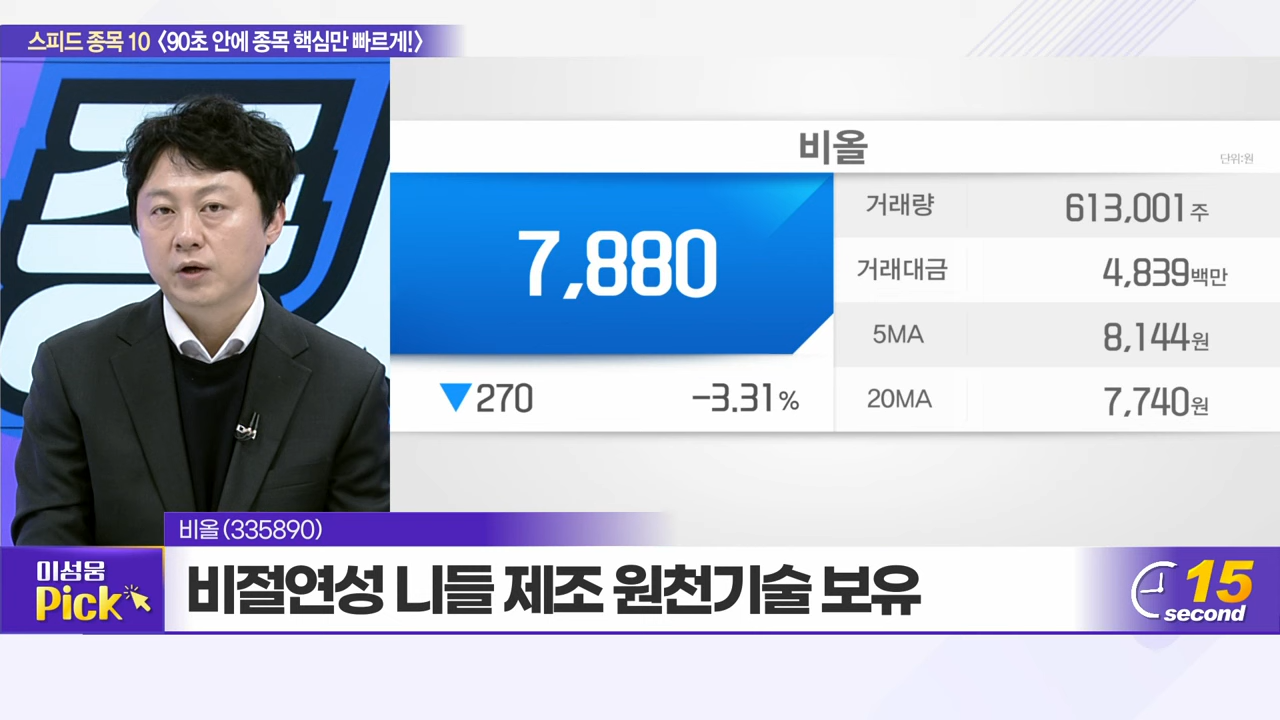 스피드 종목 10 〈90초 안에 종목 핵심만 빠르게!〉
비올
단위:원
7,880
▼270 -3.31%
거래량 613,001주
거래대금 4,839백만
5MA 8,144원
20MA 7,740원
비올 (335890)
이섬뭉
Pick
비절연성 니들 제조 원천기술 보유
15
second